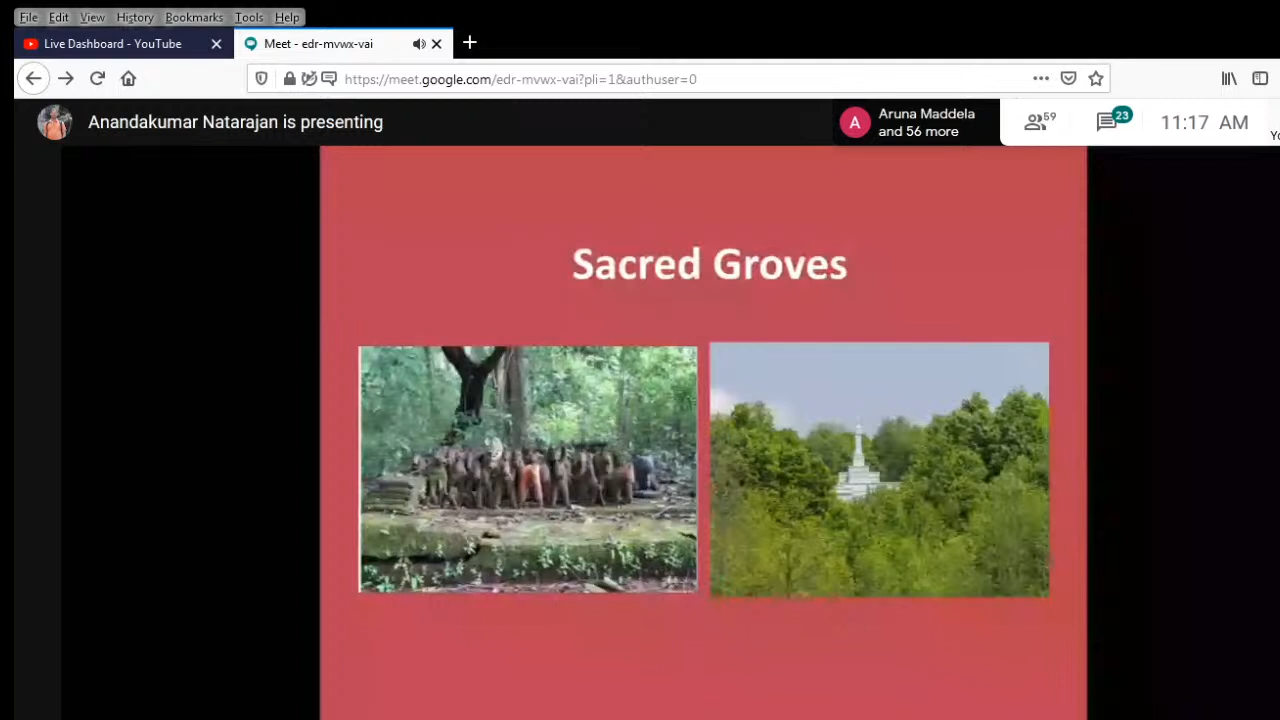 File Edit View History Bookmarks Tools Help
Live Dashboard - YouTube
Meet - edr-mvwx-vai
https://meet.google.com/edr-mvwx-vai?pli=1&authuser=0
Anandakumar Natarajan is presenting
A
Aruna Maddela
and 56 more
59
23
11:17 AM
Yo
Sacred Groves